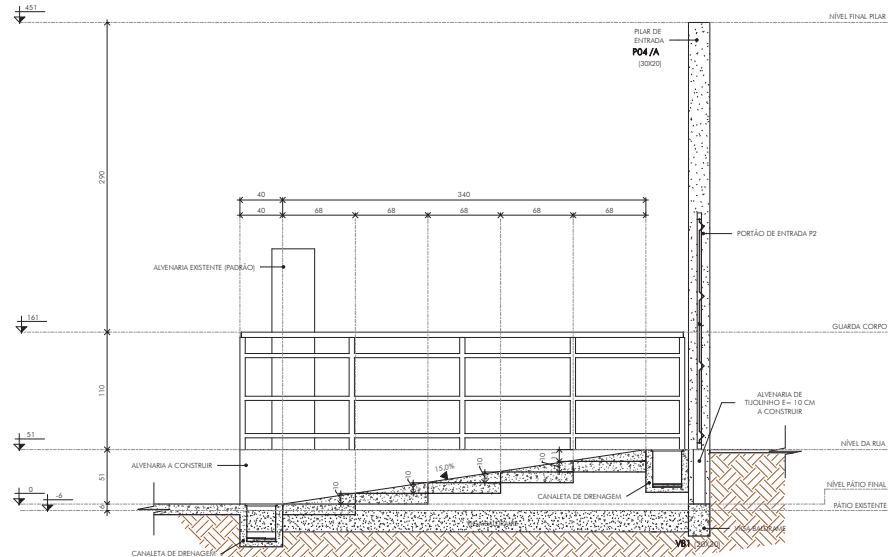 451
NÍVEL FINAL PILAR
PILAR DE
ENTRADA
P04 /A
(30X20)
290
40
340
40
68
68
68
68
68
PORTÃO DE ENTRADA P2
ALVENARIA EXISTENTE (PADRÃO)
161
GUARDA CORPO
110
ALVENARIA DE
TIJOLINHO E= 10 CM
A CONSTRUIR
51
NÍVEL DA RUA
ALVENARIA A CONSTRUIR
51
15,0%
10
10
10
10
11
CANALETA DE DRENAGEM
0
-6
6
NÍVEL PÁTIO FINAL
PÁTIO EXISTENTE
VIGA BALDRAME
VB1 (20X20)
CANALETA DE DRENAGEM